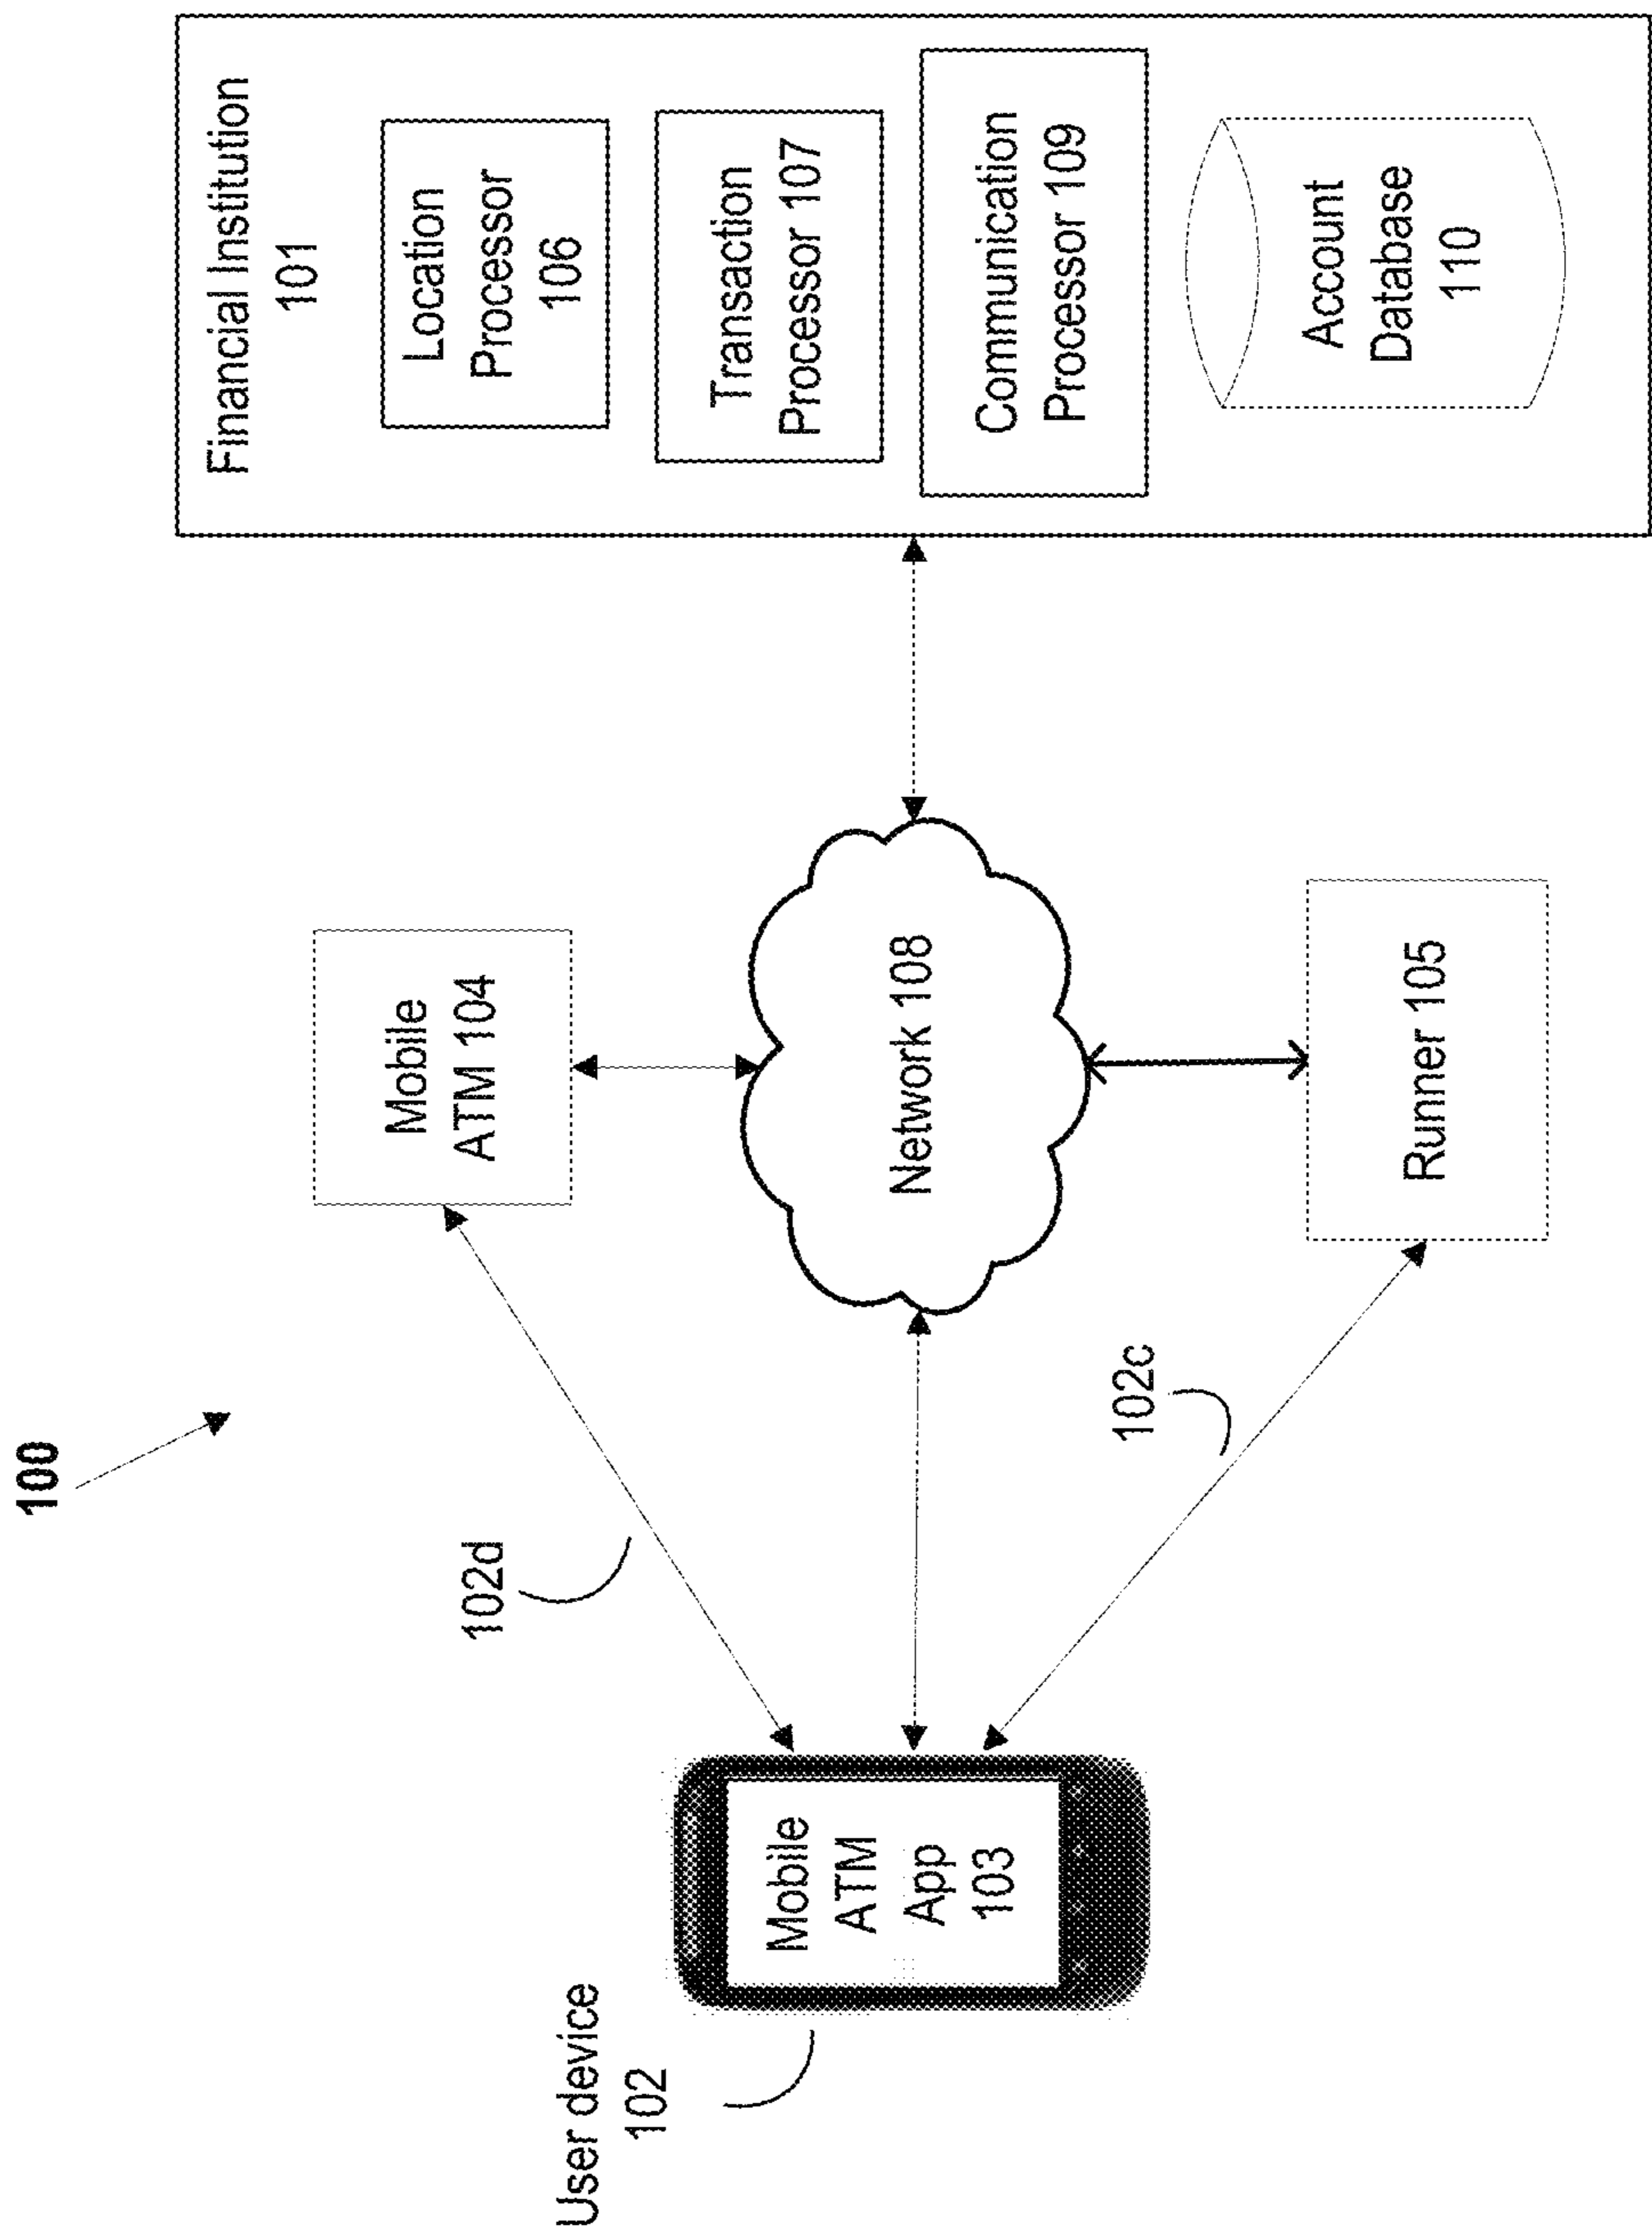 100
Financial Institution
101
Location
Processor
106
Transaction
Processor 107
Communication
Processor 109
Account
Database
110
Mobile
ATM 104
Network 108
Runner 105
102d
102c
User device
102
Mobile
ATM
App
103